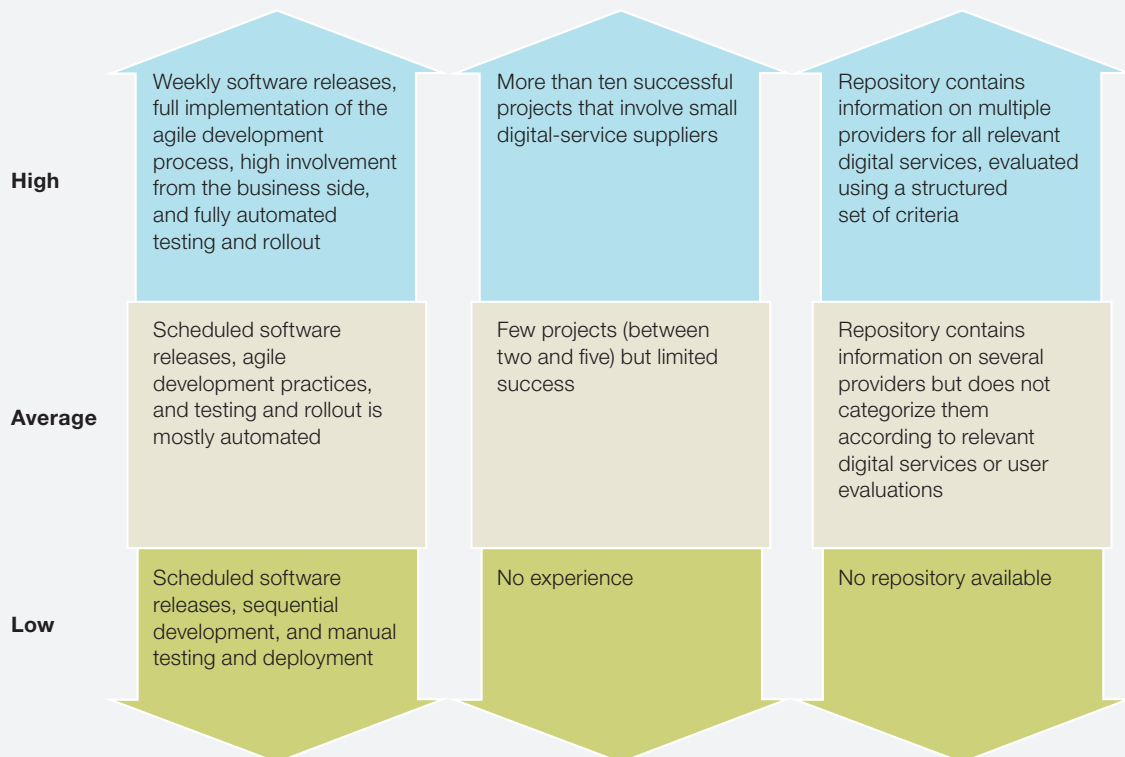 High
Weekly software releases,
full implementation of the
agile development
process, high involvement
from the business side,
and fully automated
testing and rollout
More than ten successful
projects that involve small
digital-service suppliers
Repository contains
information on multiple
providers for all relevant
digital services, evaluated
using a structured
set of criteria
Average
Scheduled software
releases, agile
development practices,
and testing and rollout is
mostly automated
Few projects (between
two and five) but limited
success
Repository contains
information on several
providers but does not
categorize them
according to relevant
digital services or user
evaluations
Low
Scheduled software
releases, sequential
development, and manual
testing and deployment
No experience
No repository available